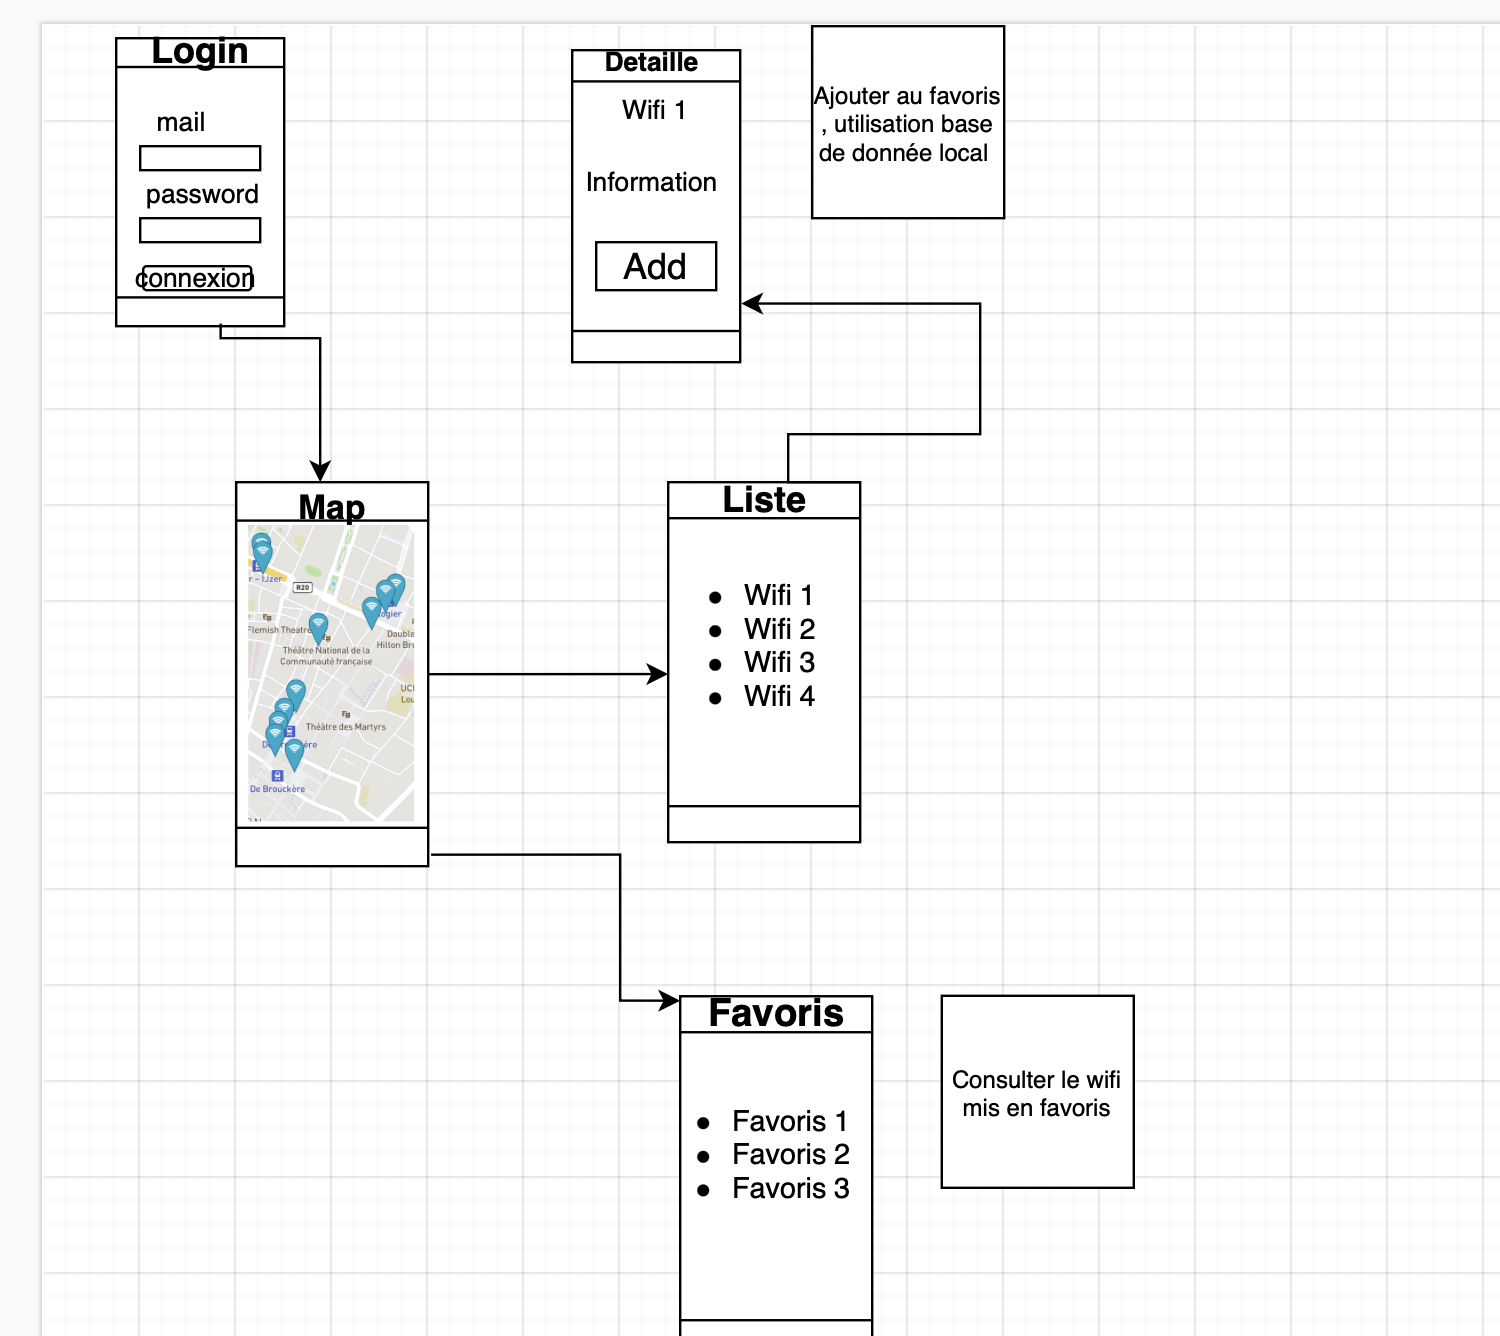 Login
mail
password
connexion
Detaille
Wifi 1
Information
Add
Ajouter au favoris
, utilisation base
de donnée local
Map
r - IJzer
R20
ogier
Flemish Theatre
Double
Hilton Bru
Théâtre National de la
Communauté française
UCL
Lou
Théâtre des Martyrs
De Brouckère
Liste
• Wifi 1
• Wifi 2
• Wifi 3
• Wifi 4
Favoris
• Favoris 1
• Favoris 2
• Favoris 3
Consulter le wifi
mis en favoris